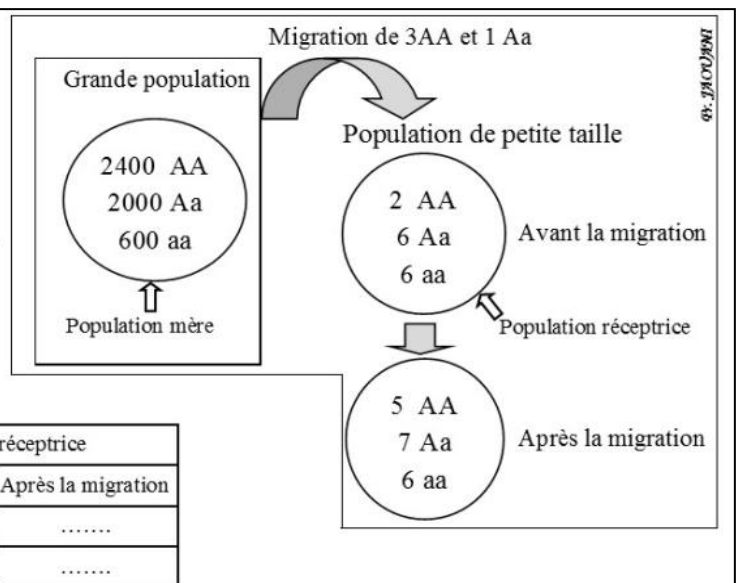 Migration de 3AA et 1 Aa
Grande population
2400 AA
2000 Aa
600 aa
Population mère
Population de petite taille
2 AA
6 Aa
6 aa
Avant la migration
Population réceptrice
5 AA
7 Aa
6 aa
Après la migration
réceptrice
Après la migration
.......
.......